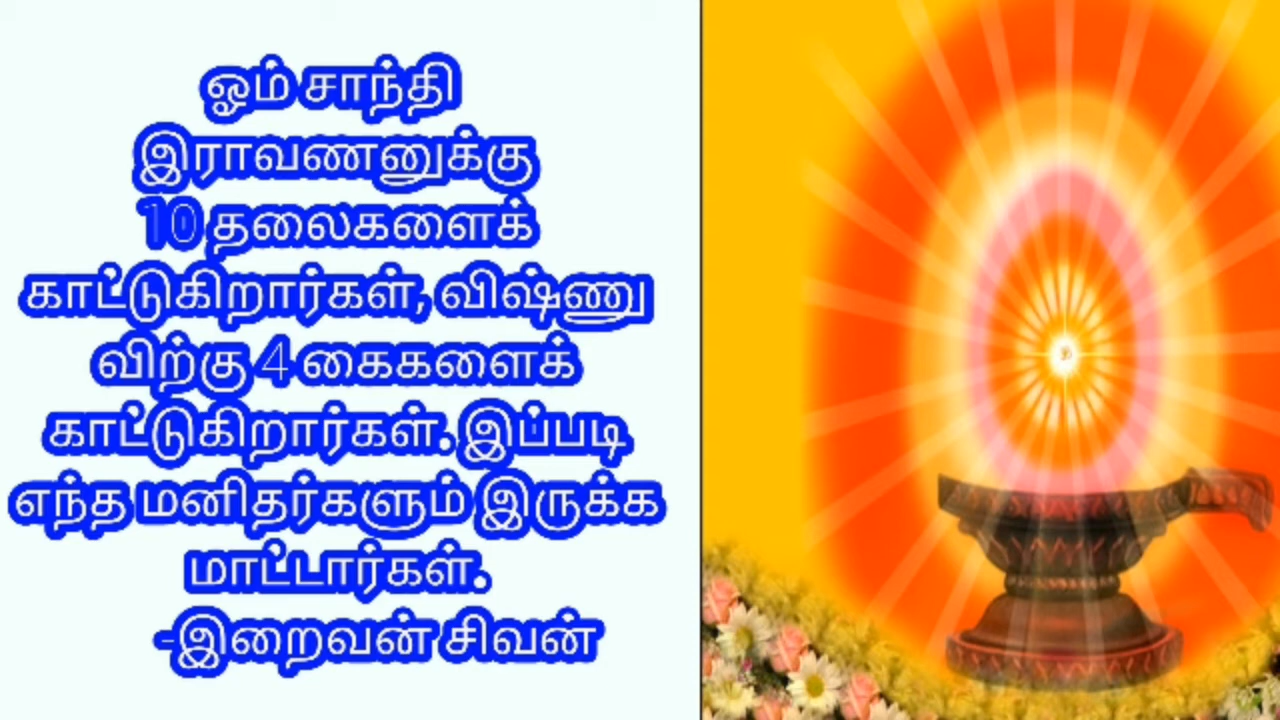 ஓம் சாந்தி
இராவணனுக்கு
10 தலைகளைக்
காட்டுகிறார்கள், விஷ்ணு
விற்கு 4 கைகளைக்
காட்டுகிறார்கள். இப்படி
எந்த மனிதர்களும் இருக்க
மாட்டார்கள்.
-இறைவன் சிவன்